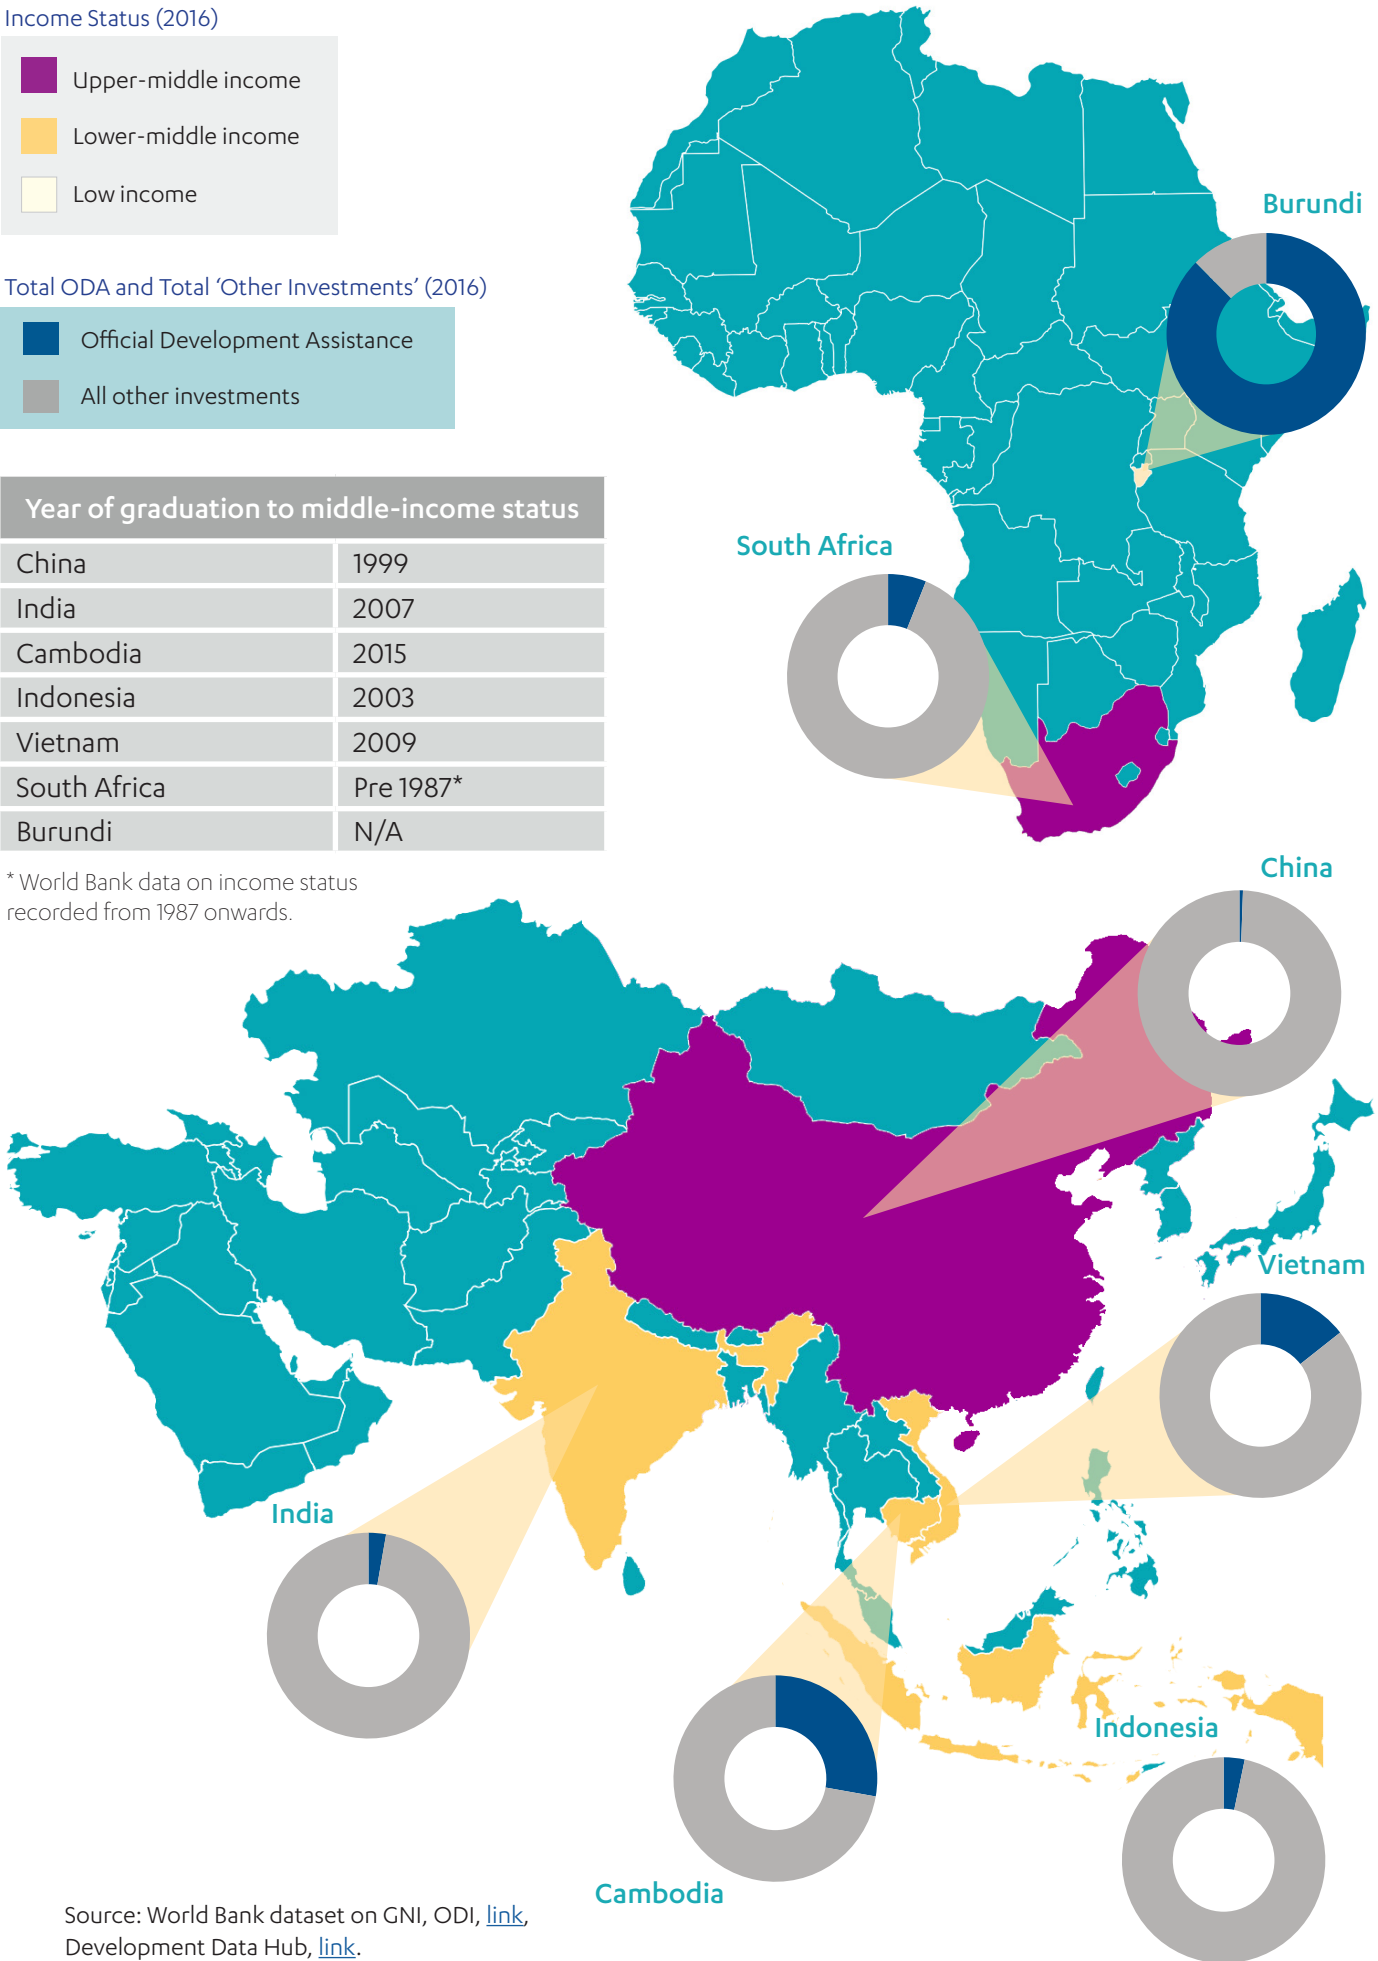 Income Status (2016)
Upper-middle income
Lower-middle income
Low income
Total ODA and Total ‘Other Investments’ (2016)
Official Development Assistance
All other investments
Year of graduation to middle-income status
China 1999
India 2007
Cambodia 2015
Indonesia 2003
Vietnam 2009
South Africa Pre 1987*
Burundi N/A
* World Bank data on income status
recorded from 1987 onwards.
Burundi
South Africa
China
Vietnam
India
Indonesia
Cambodia
Source: World Bank dataset on GNI, ODI, link,
Development Data Hub, link.